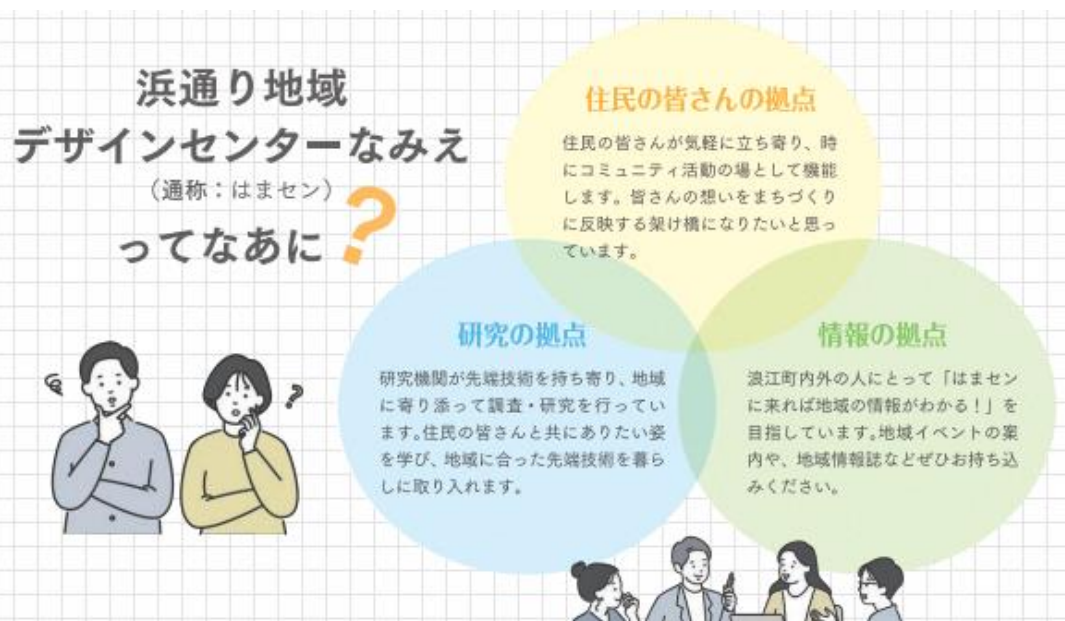 浜通り地域
デザインセンターなみえ
（通称：はまセン）
ってなあに？
住民の皆さんの拠点
住民の皆さんが気軽に立ち寄り、時
にコミュニティ活動の場として機能
します。皆さんの想いをまちづくり
に反映する架け橋になりたいと思っ
ています。
研究の拠点
研究機関が先端技術を持ち寄り、地域
に寄り添って調査・研究を行ってい
ます。住民の皆さんと共にありたい姿
を学び、地域に合った先端技術を暮ら
しに取り入れます。
情報の拠点
浪江町内外の人にとって「はまセン
に来れば地域の情報がわかる！」を
目指しています。地域イベントの案
内や、地域情報誌などぜひお持ち込
みください。